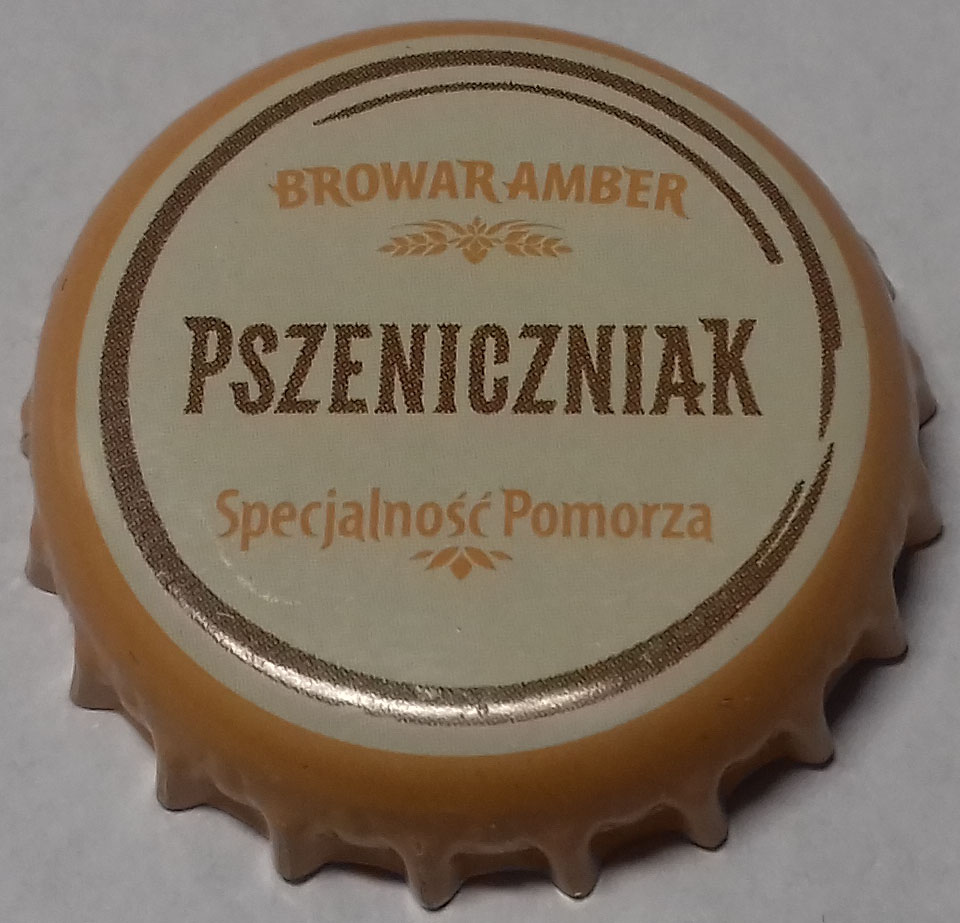 BROWAR AMBER
PSZENICZNIAK
Specjalność Pomorza